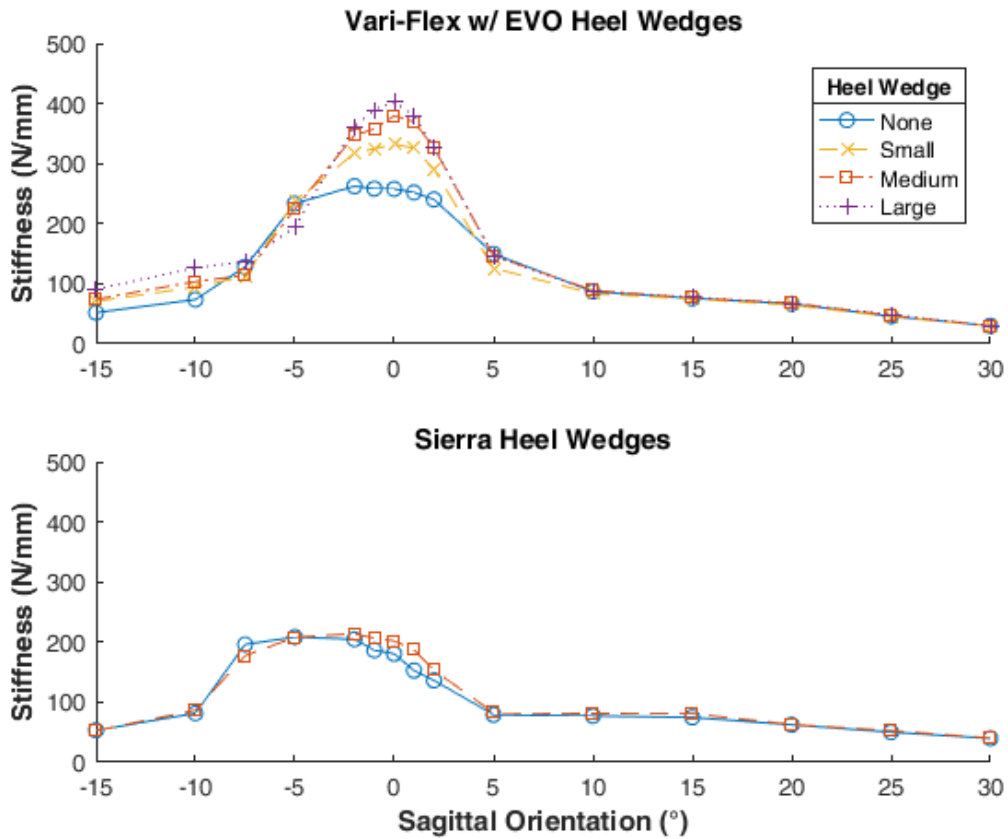 Vari-Flex w/ EVO Heel Wedges
Stiffness (N/mm)
500
400
300
200
100
0
-15 -10 -5 0 5 10 15 20 25 30
Heel Wedge
None
Small
Medium
Large
Sierra Heel Wedges
Stiffness (N/mm)
500
400
300
200
100
0
-15 -10 -5 0 5 10 15 20 25 30
Sagittal Orientation (°)